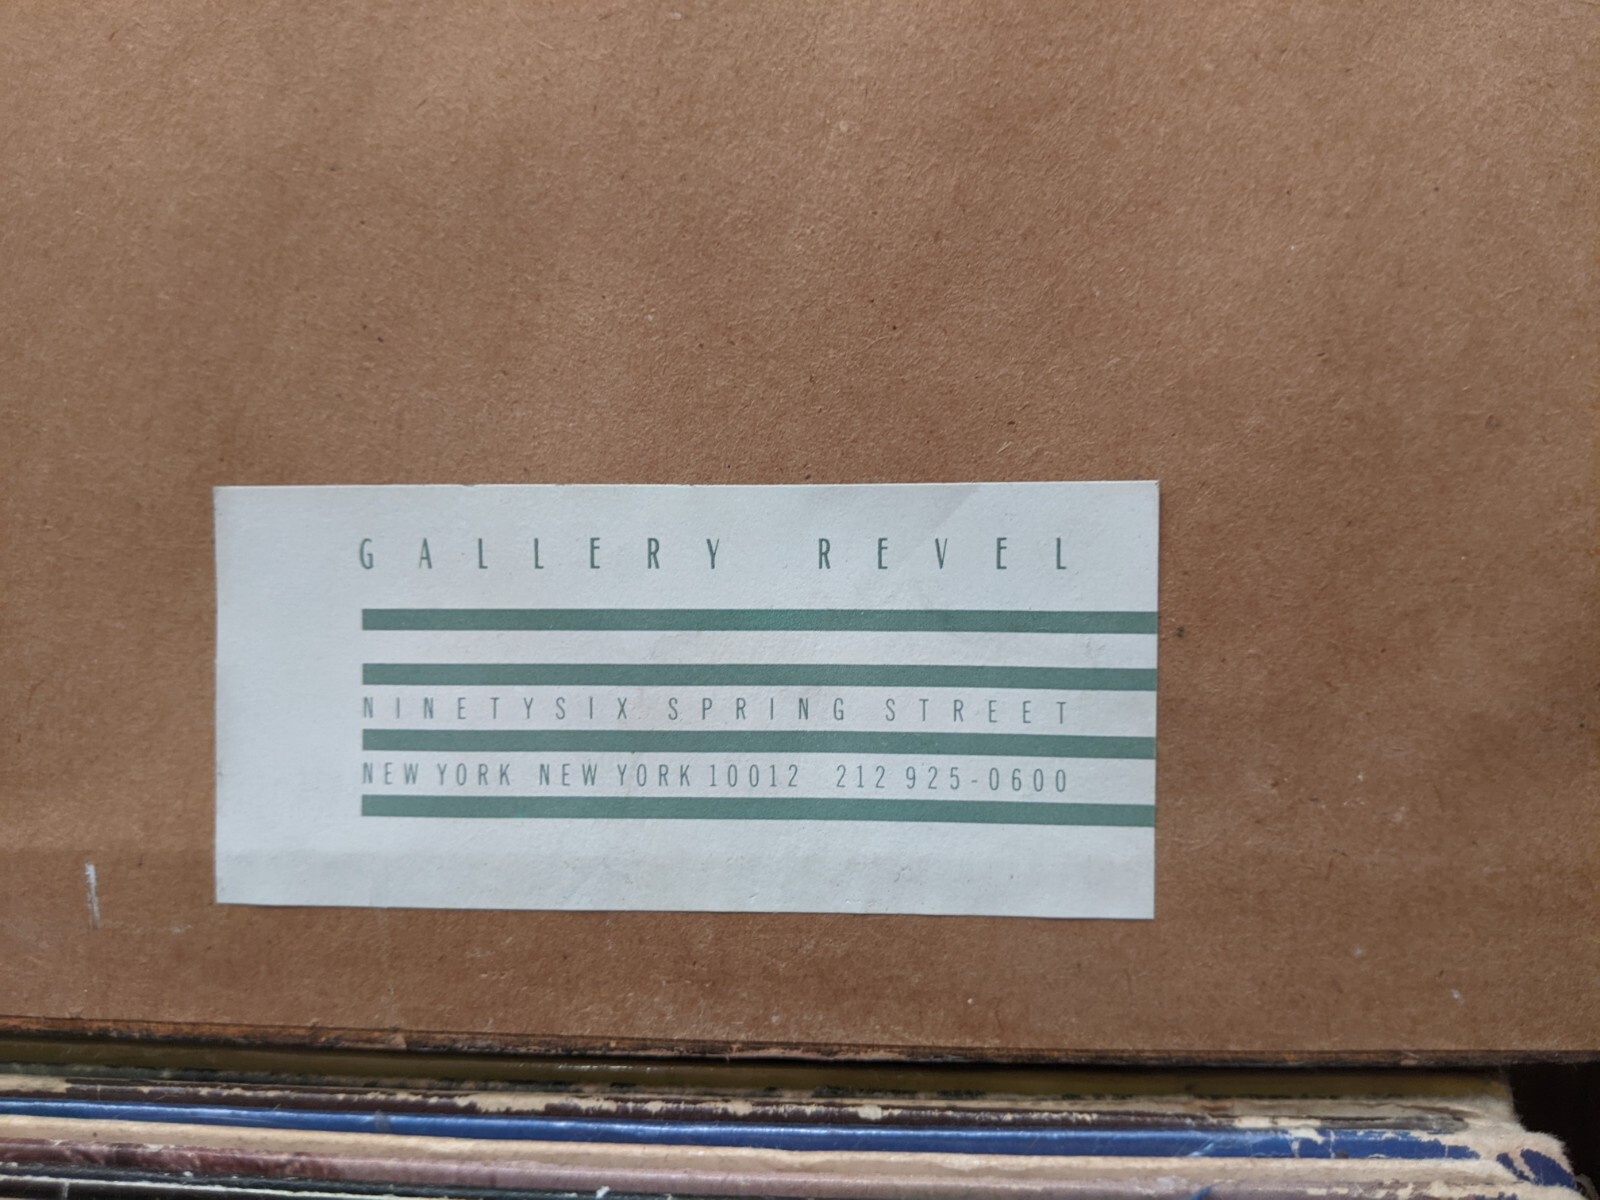 GALLERY REVEL
NINETYSIX SPRING STREET
NEW YORK NEW YORK 10012 212 925-0600